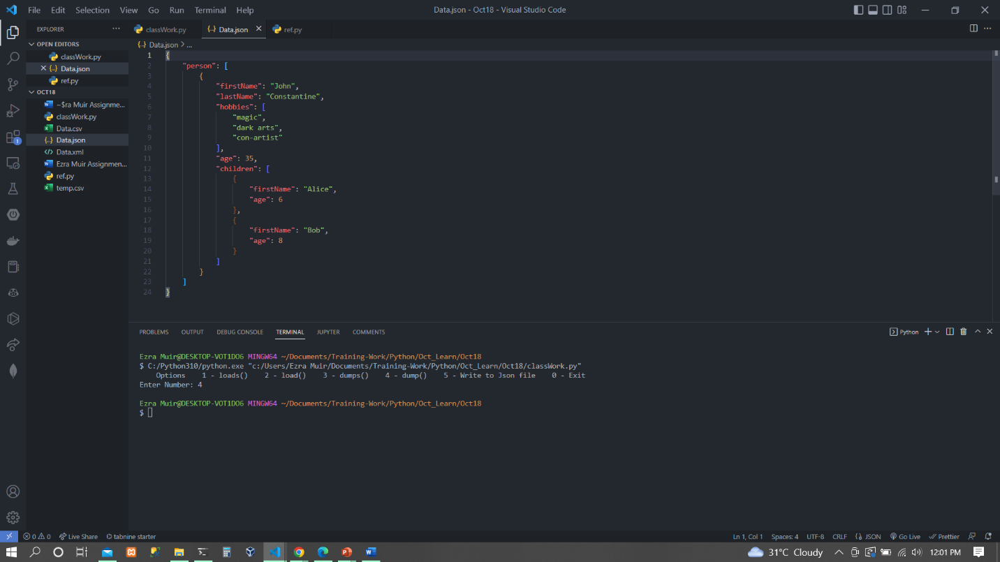 File Edit Selection View Go Run Terminal Help
Data.json - Oct18 - Visual Studio Code
EXPLORER
OPEN EDITORS
classWork.py
Data.json
ref.py
OCT18
~$ra Muir Assignme...
classWork.py
Data.csv
Data.json
Data.xml
Ezra Muir Assignmen...
ref.py
temp.csv
1
classWork.py Data.json ref.py
Data.json > ...
1 {
2 "person": [
3 {
4 "firstName": "John",
5 "lastName": "Constantine",
6 "hobbies": [
7 "magic",
8 "dark arts",
9 "con-artist"
10 ],
11 "age": 35,
12 "children": [
13 {
14 "firstName": "Alice",
15 "age": 6
16 },
17 {
18 "firstName": "Bob",
19 "age": 8
20 }
21 ]
22 }
23 ]
24 }
PROBLEMS OUTPUT DEBUG CONSOLE TERMINAL JUPYTER COMMENTS
Python
Ezra Muir@DESKTOP-VOT1DO6 MINGW64 ~/Documents/Training-Work/Python/Oct_Learn/Oct18
$ C:/Python310/python.exe "c:/Users/Ezra Muir/Documents/Training-Work/Python/Oct_Learn/Oct18/classWork.py"
Options 1 - loads() 2 - load() 3 - dumps() 4 - dump() 5 - Write to Json file 0 - Exit
Enter Number: 4
Ezra Muir@DESKTOP-VOT1DO6 MINGW64 ~/Documents/Training-Work/Python/Oct_Learn/Oct18
$
0 0 Live Share tabnine starter
Ln 1, Col 1 Spaces: 4 UTF-8 CRLF {} JSON Go Live Prettier
31°C Cloudy 12:01 PM